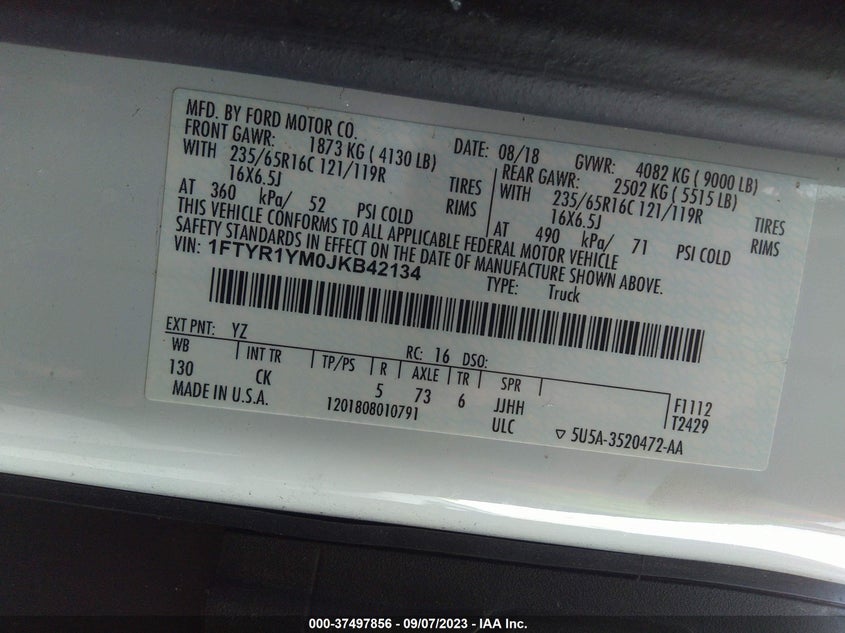 MFD. BY FORD MOTOR CO.
DATE: 08/18 GVWR: 4082 KG ( 9000 LB)
FRONT GAWR: 1873 KG ( 4130 LB) REAR GAWR: 2502 KG ( 5515 LB)
WITH 235/65R16C 121/119R TIRES WITH 235/65R16C 121/119R TIRES
16X6.5J RIMS 16X6.5J RIMS
AT 360 kPa/ 52 PSI COLD AT 490 kPa/ 71 PSI COLD
THIS VEHICLE CONFORMS TO ALL APPLICABLE FEDERAL MOTOR VEHICLE
SAFETY STANDARDS IN EFFECT ON THE DATE OF MANUFACTURE SHOWN ABOVE.
VIN: 1FTYR1YM0JKB42134
TYPE: Truck
EXT PNT: YZ RC: 16 DSO:
WB INT TR TP/PS R AXLE TR SPR
130 CK 5 73 6 JJHH F1112
MADE IN U.S.A. 1201808010791 ULC T2429
▽ 5U5A-3520472-AA
000-37497856 - 09/07/2023 - IAA Inc.